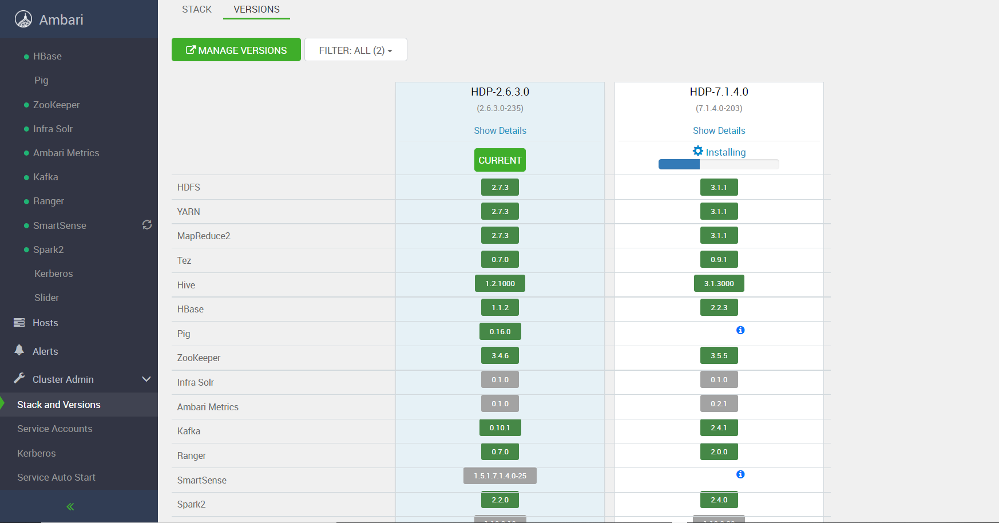 Ambari
HBase
Pig
ZooKeeper
Infra Solr
Ambari Metrics
Kafka
Ranger
SmartSense
Spark2
Kerberos
Slider
Hosts
Alerts
Cluster Admin
Stack and Versions
Service Accounts
Kerberos
Service Auto Start
STACK VERSIONS
MANAGE VERSIONS FILTER: ALL (2)
HDP-2.6.3.0 HDP-7.1.4.0
(2.6.3.0-235) (7.1.4.0-203)
Show Details Show Details
CURRENT Installing
HDFS 2.7.3 3.1.1
YARN 2.7.3 3.1.1
MapReduce2 2.7.3 3.1.1
Tez 0.7.0 0.9.1
Hive 1.2.1000 3.1.3000
HBase 1.1.2 2.2.3
Pig 0.16.0
ZooKeeper 3.4.6 3.5.5
Infra Solr 0.1.0 0.1.0
Ambari Metrics 0.1.0 0.2.1
Kafka 0.10.1 2.4.1
Ranger 0.7.0 2.0.0
SmartSense 1.5.1.7.1.4.0-25
Spark2 2.2.0 2.4.0